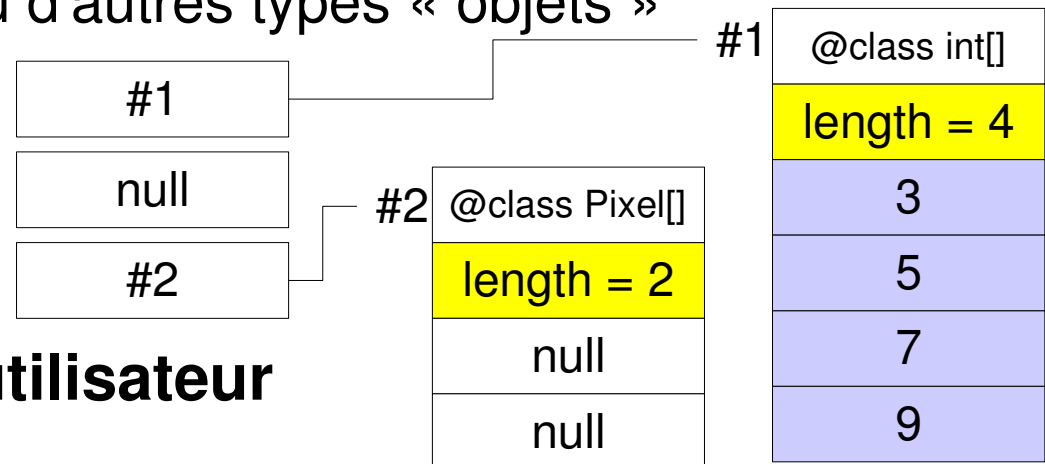 d'autres types « objets »
#1
null
#2
#2
@class Pixel[]
length = 2
null
null
#1
@class int[]
length = 4
3
5
7
9
utilisateur